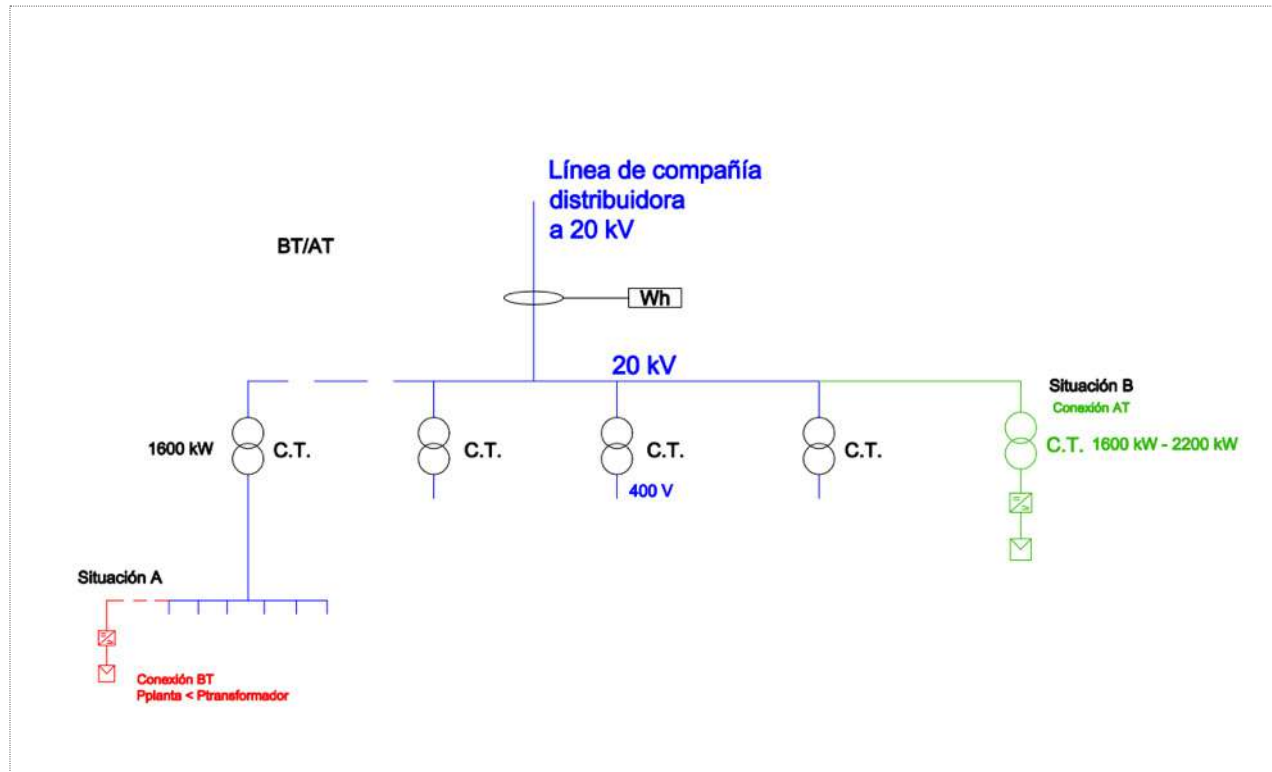 Línea de compañía
distribuidora
a 20 kV
BT/AT
Wh
20 kV
Situación B
Conexión AT
1600 kW
C.T.
C.T.
C.T.
C.T.
C.T. 1600 kW - 2200 kW
400 V
Situación A
Conexión BT
Pplanta < Ptransformador